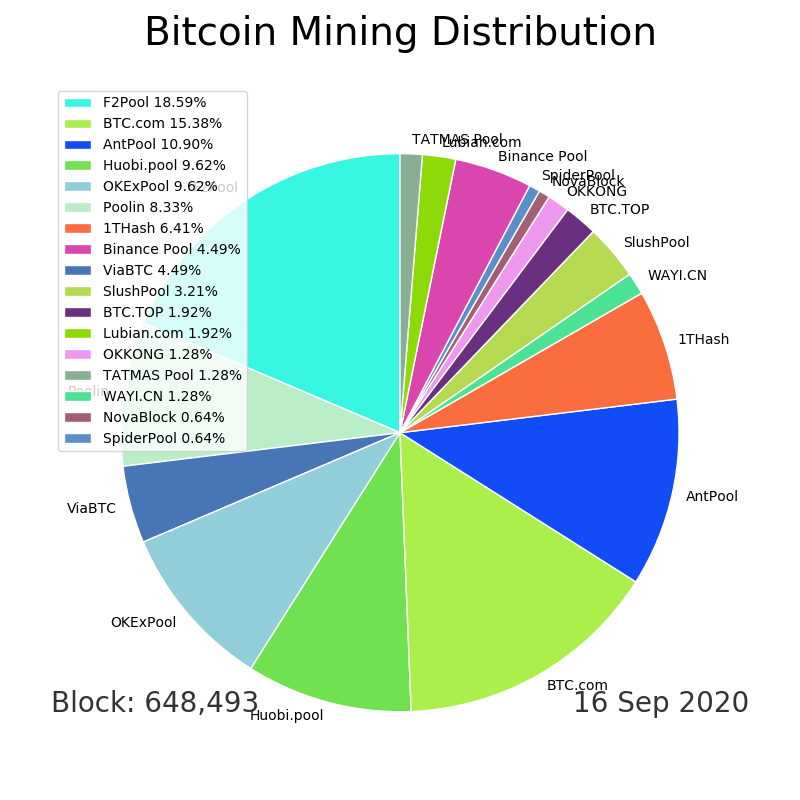 Bitcoin Mining Distribution
F2Pool 18.59%
BTC.com 15.38%
AntPool 10.90%
Huobi.pool 9.62%
OKExPool 9.62%
Poolin 8.33%
1THash 6.41%
Binance Pool 4.49%
ViaBTC 4.49%
SlushPool 3.21%
BTC.TOP 1.92%
Lubian.com 1.92%
OKKONG 1.28%
TATMAS Pool 1.28%
WAYI.CN 1.28%
NovaBlock 0.64%
SpiderPool 0.64%
TATMAS Pool
Lubian.com
Binance Pool
SpiderPool
NovaBlock
OKKONG
BTC.TOP
SlushPool
WAYI.CN
1THash
AntPool
BTC.com
Huobi.pool
OKExPool
ViaBTC
Poolin
Block: 648,493
16 Sep 2020